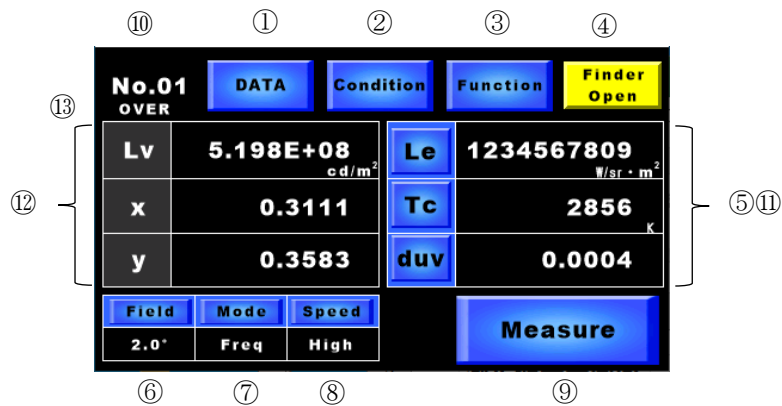 ⑩ ① ② ③ ④
No.01 DATA Condition Function Finder
Open
OVER
⑬
Lv 5.198E+08 cd/m² Le 1234567809 W/sr・m²
⑫ x 0.3111 Tc 2856 K ⑤⑪
y 0.3583 duv 0.0004
Field Mode Speed Measure
2.0° Freq High
⑥ ⑦ ⑧ ⑨